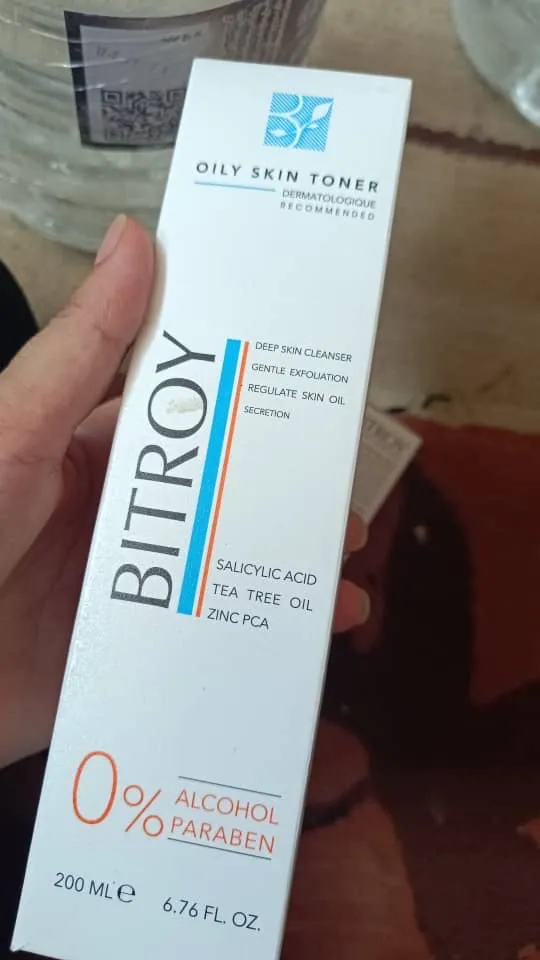 OILY SKIN TONER
DERMATOLOGIQUE
RECOMMENDED
BITROY
DEEP SKIN CLEANSER
GENTLE EXFOLIATION
REGULATE SKIN OIL
SECRETION
SALICYLIC ACID
TEA TREE OIL
ZINC PCA
0% ALCOHOL
PARABEN
200 ML e 6.76 FL. OZ.